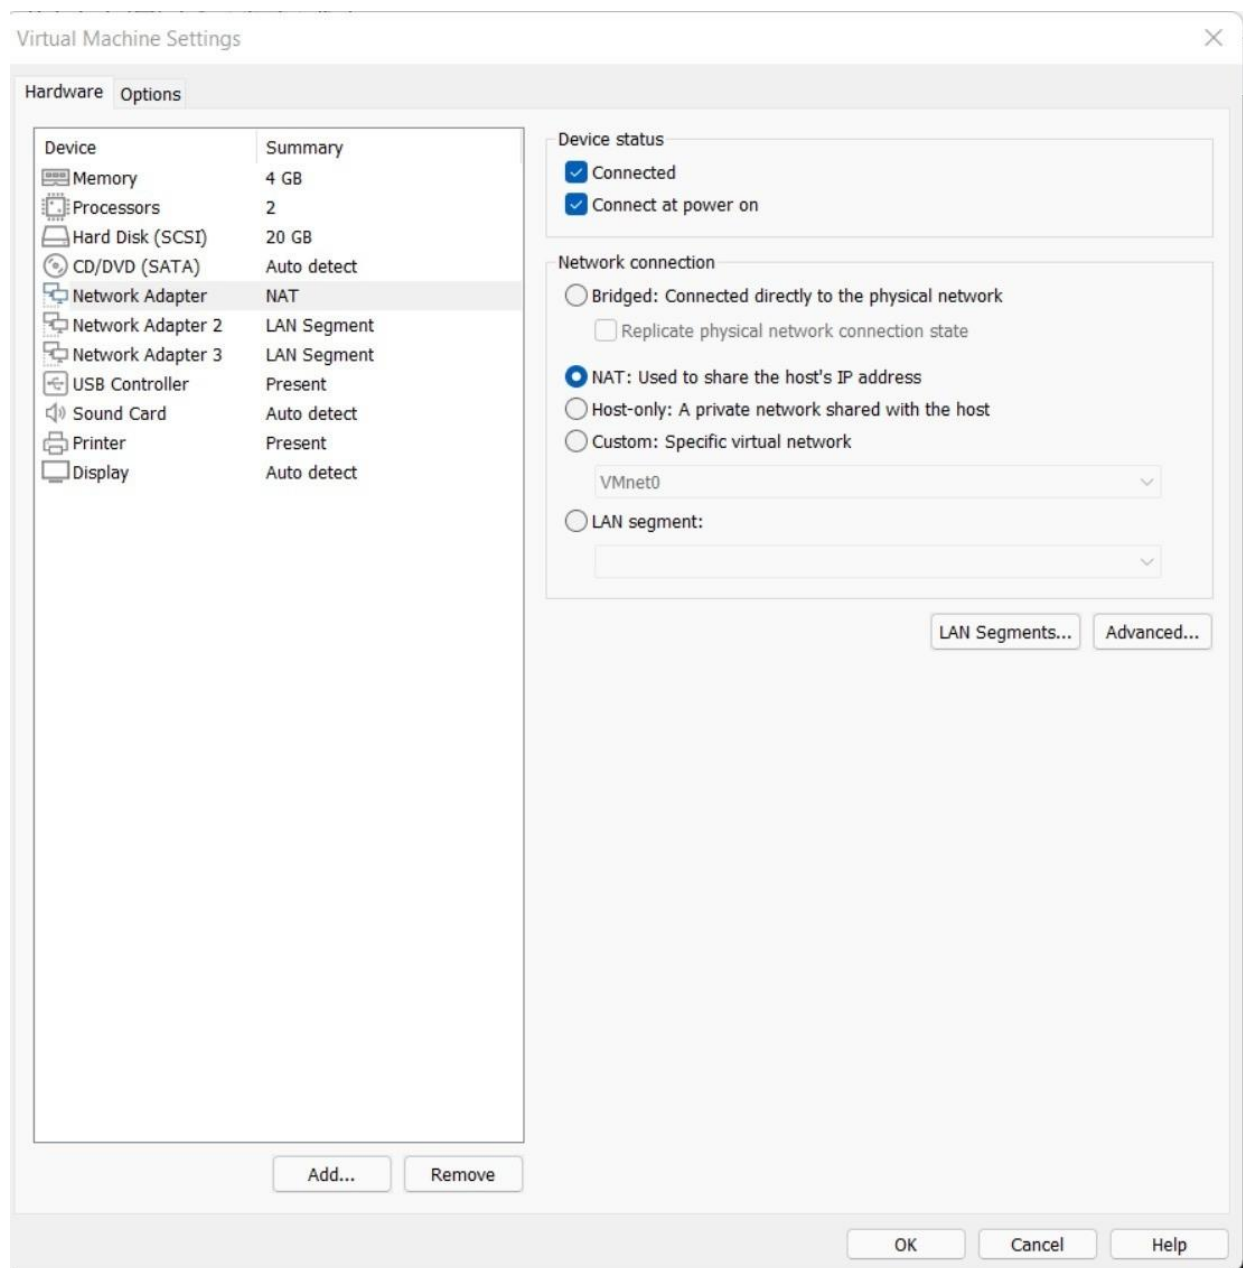 Virtual Machine Settings
Hardware Options
Device Summary
Memory 4 GB
Processors 2
Hard Disk (SCSI) 20 GB
CD/DVD (SATA) Auto detect
Network Adapter NAT
Network Adapter 2 LAN Segment
Network Adapter 3 LAN Segment
USB Controller Present
Sound Card Auto detect
Printer Present
Display Auto detect
Add... Remove
Device status
Connected
Connect at power on
Network connection
Bridged: Connected directly to the physical network
Replicate physical network connection state
NAT: Used to share the host's IP address
Host-only: A private network shared with the host
Custom: Specific virtual network
VMnet0
LAN segment:
LAN Segments... Advanced...
OK Cancel Help